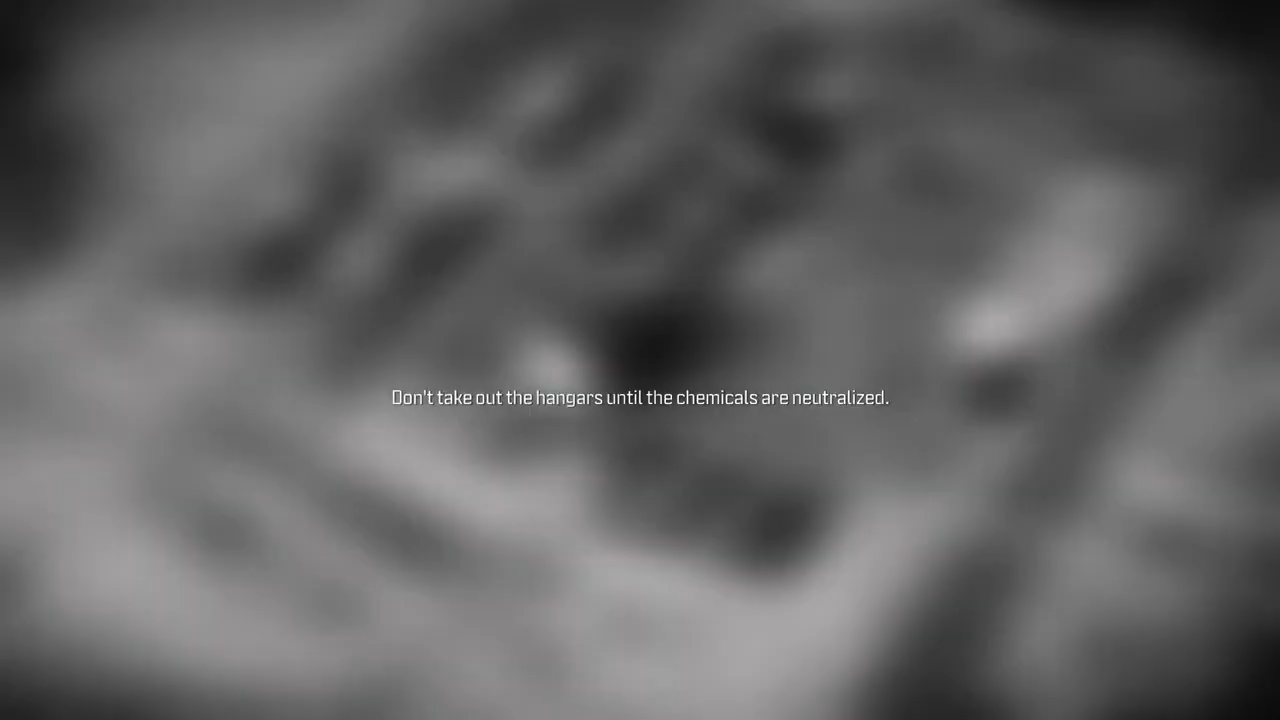 Don't take out the hangars until the chemicals are neutralized.